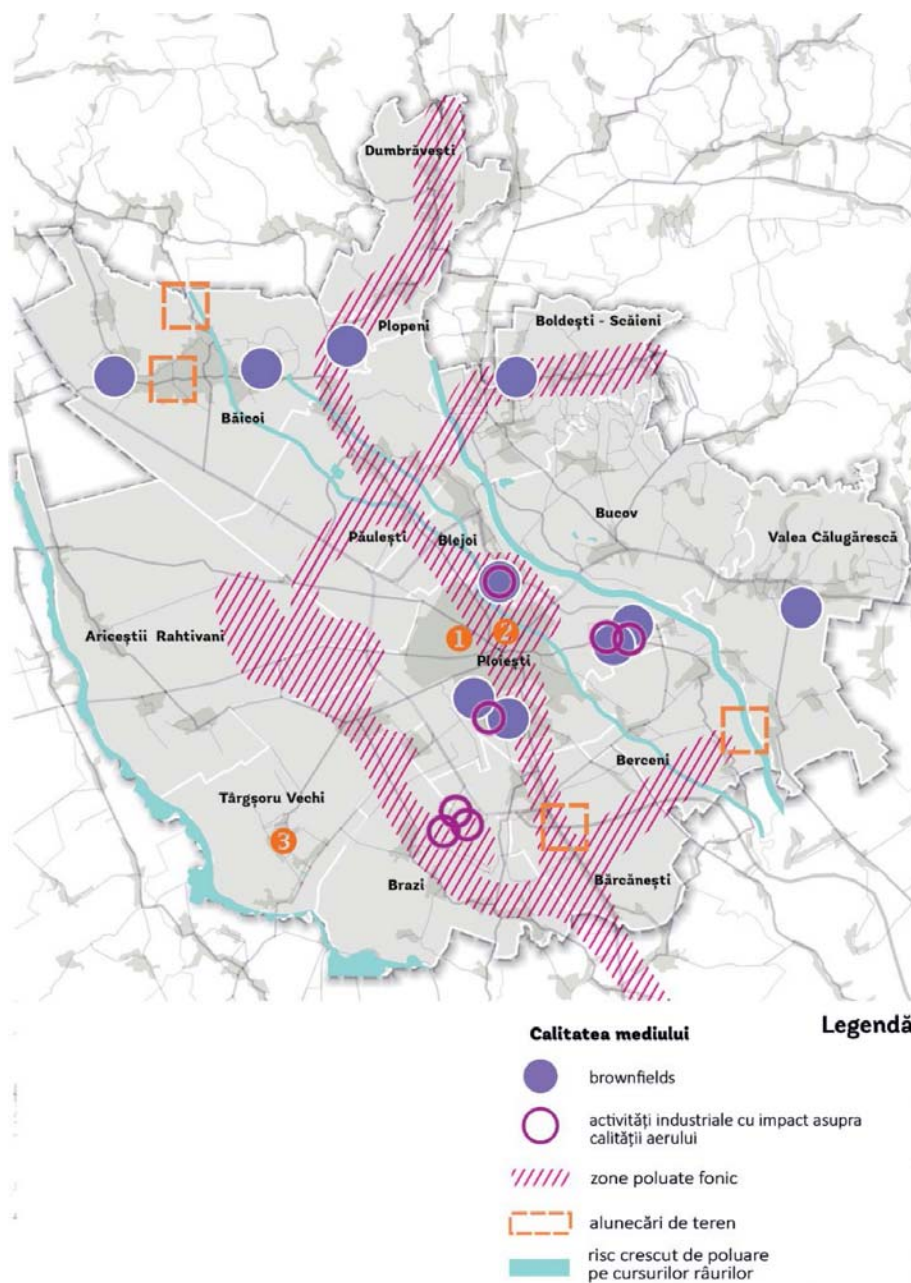 Dumbrăvești
Plopeni
Boldești - Scăieni
Băicoi
Bucov
Păulești
Blejoi
Valea Călugărescă
Ariceștii Rahtivani
1
2
Ploiești
Berceni
Târgșoru Vechi
3
Brazi
Bărcănești
Legendă
Calitatea mediului
brownfields
activități industriale cu impact asupra
calității aerului
zone poluate fonic
alunecări de teren
risc crescut de poluare
pe cursurilor râurilor